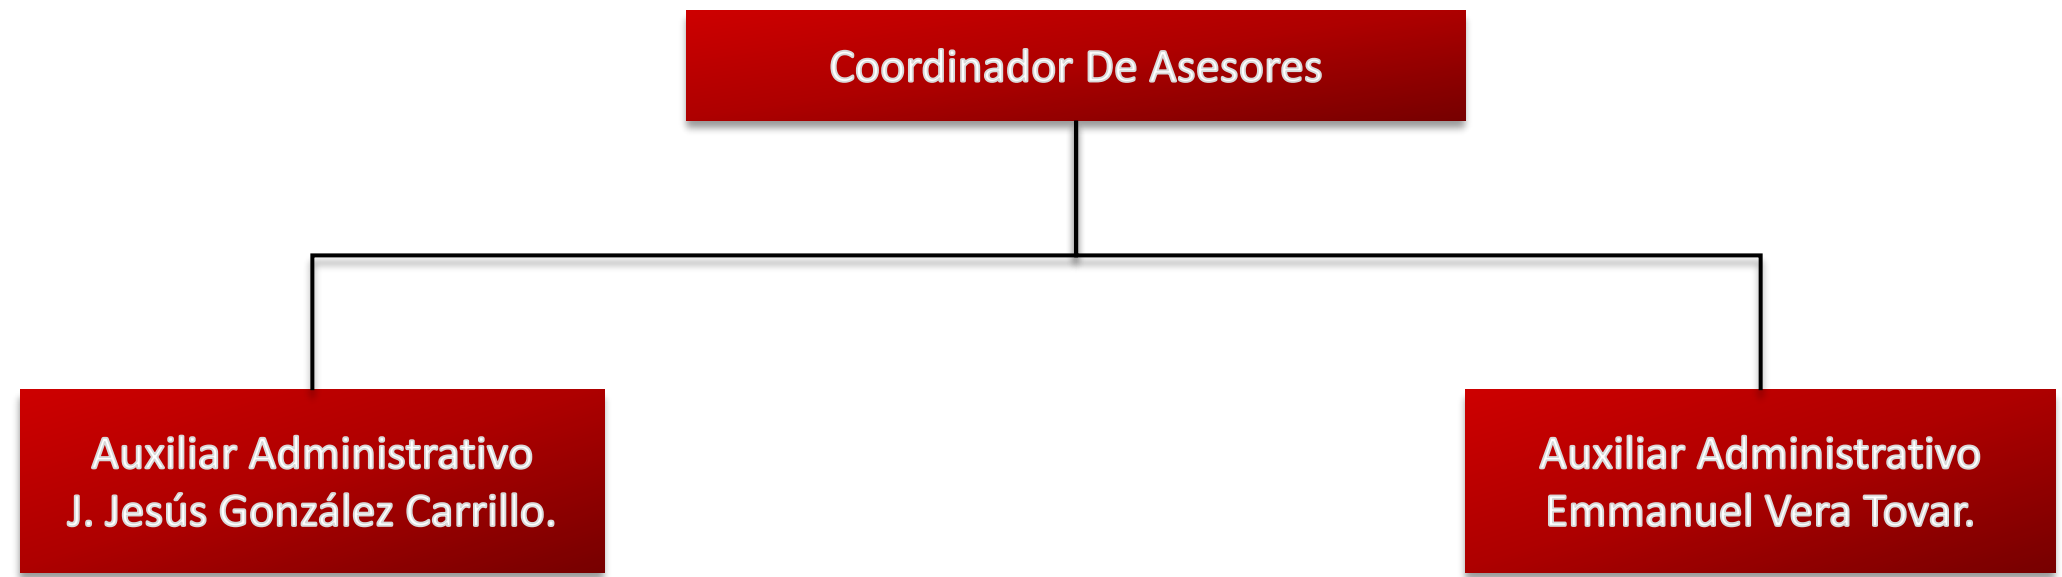 Coordinador De Asesores
Auxiliar Administrativo
J. Jesús González Carrillo.
Auxiliar Administrativo
Emmanuel Vera Tovar.